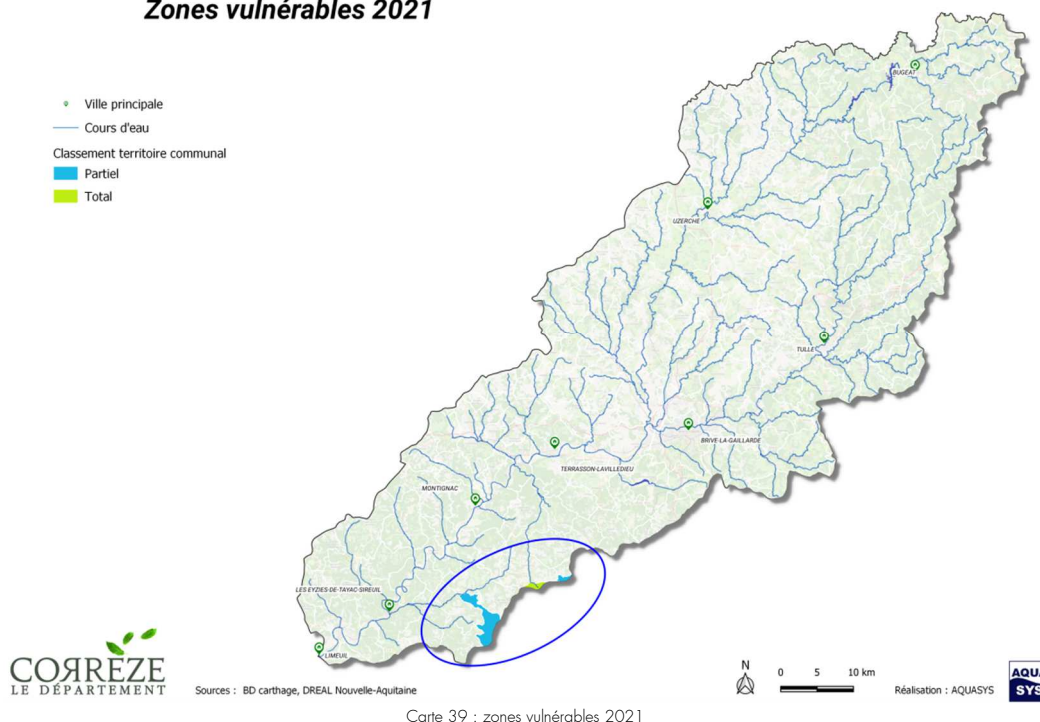 Zones vulnérables 2021
Ville principale
Cours d'eau
Classement territoire communal
Partiel
Total
BUGEAT
UZERCHE
TULLE
BRIVE-LA-GAILLARDE
TERRASSON-LAVILLEDIEU
MONTIGNAC
LES EYZIES-DE-TAYAC-SIREUIL
LIMEUIL
CORRÈZE
LE DÉPARTEMENT
Sources : BD carthage, DREAL Nouvelle-Aquitaine
N
0 5 10 km
Réalisation : AQUASYS
AQUA
SYS
Carte 39 : zones vulnérables 2021